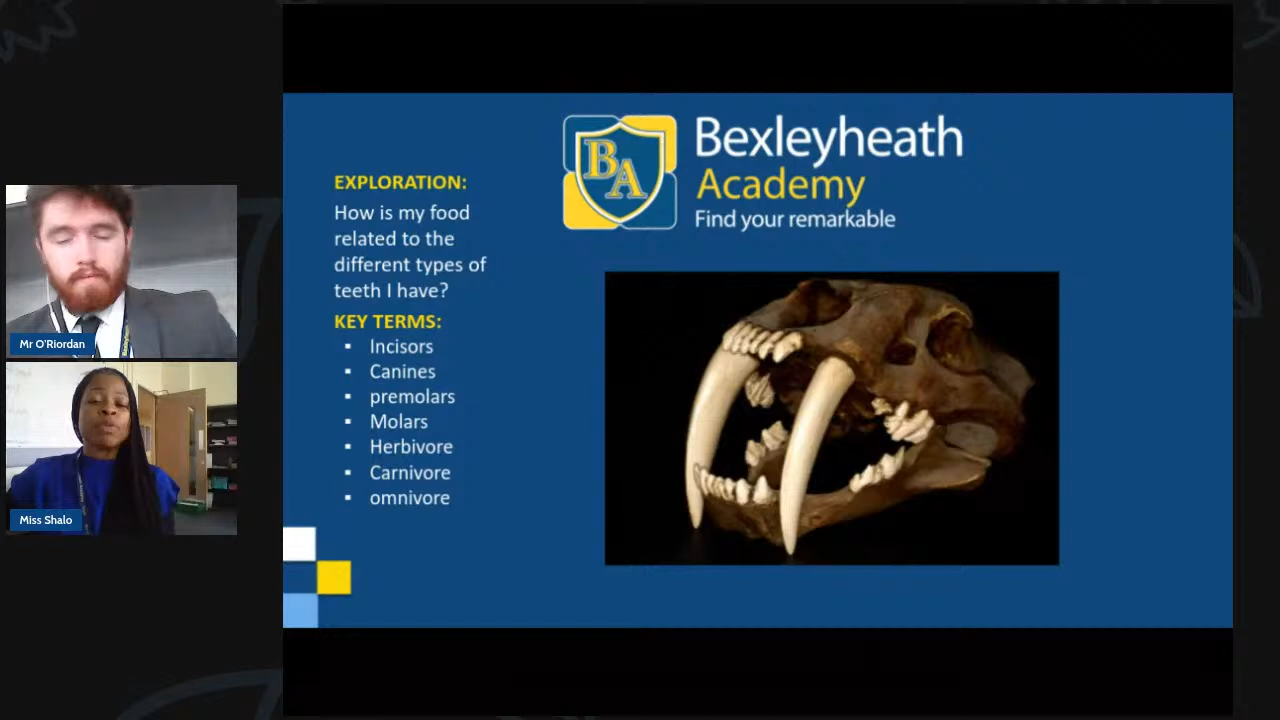 Bexleyheath
Academy
Find your remarkable
BA
EXPLORATION:
How is my food
related to the
different types of
teeth I have?
KEY TERMS:
▪ Incisors
▪ Canines
▪ premolars
▪ Molars
▪ Herbivore
▪ Carnivore
▪ omnivore
Mr O'Riordan
Miss Shalo